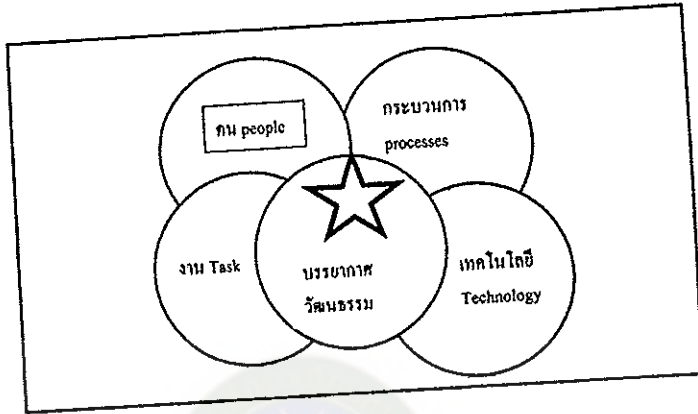 คน people
กระบวนการ
processes
งาน Task
บรรยากาศ
วัฒนธรรม
เทคโนโลยี
Technology